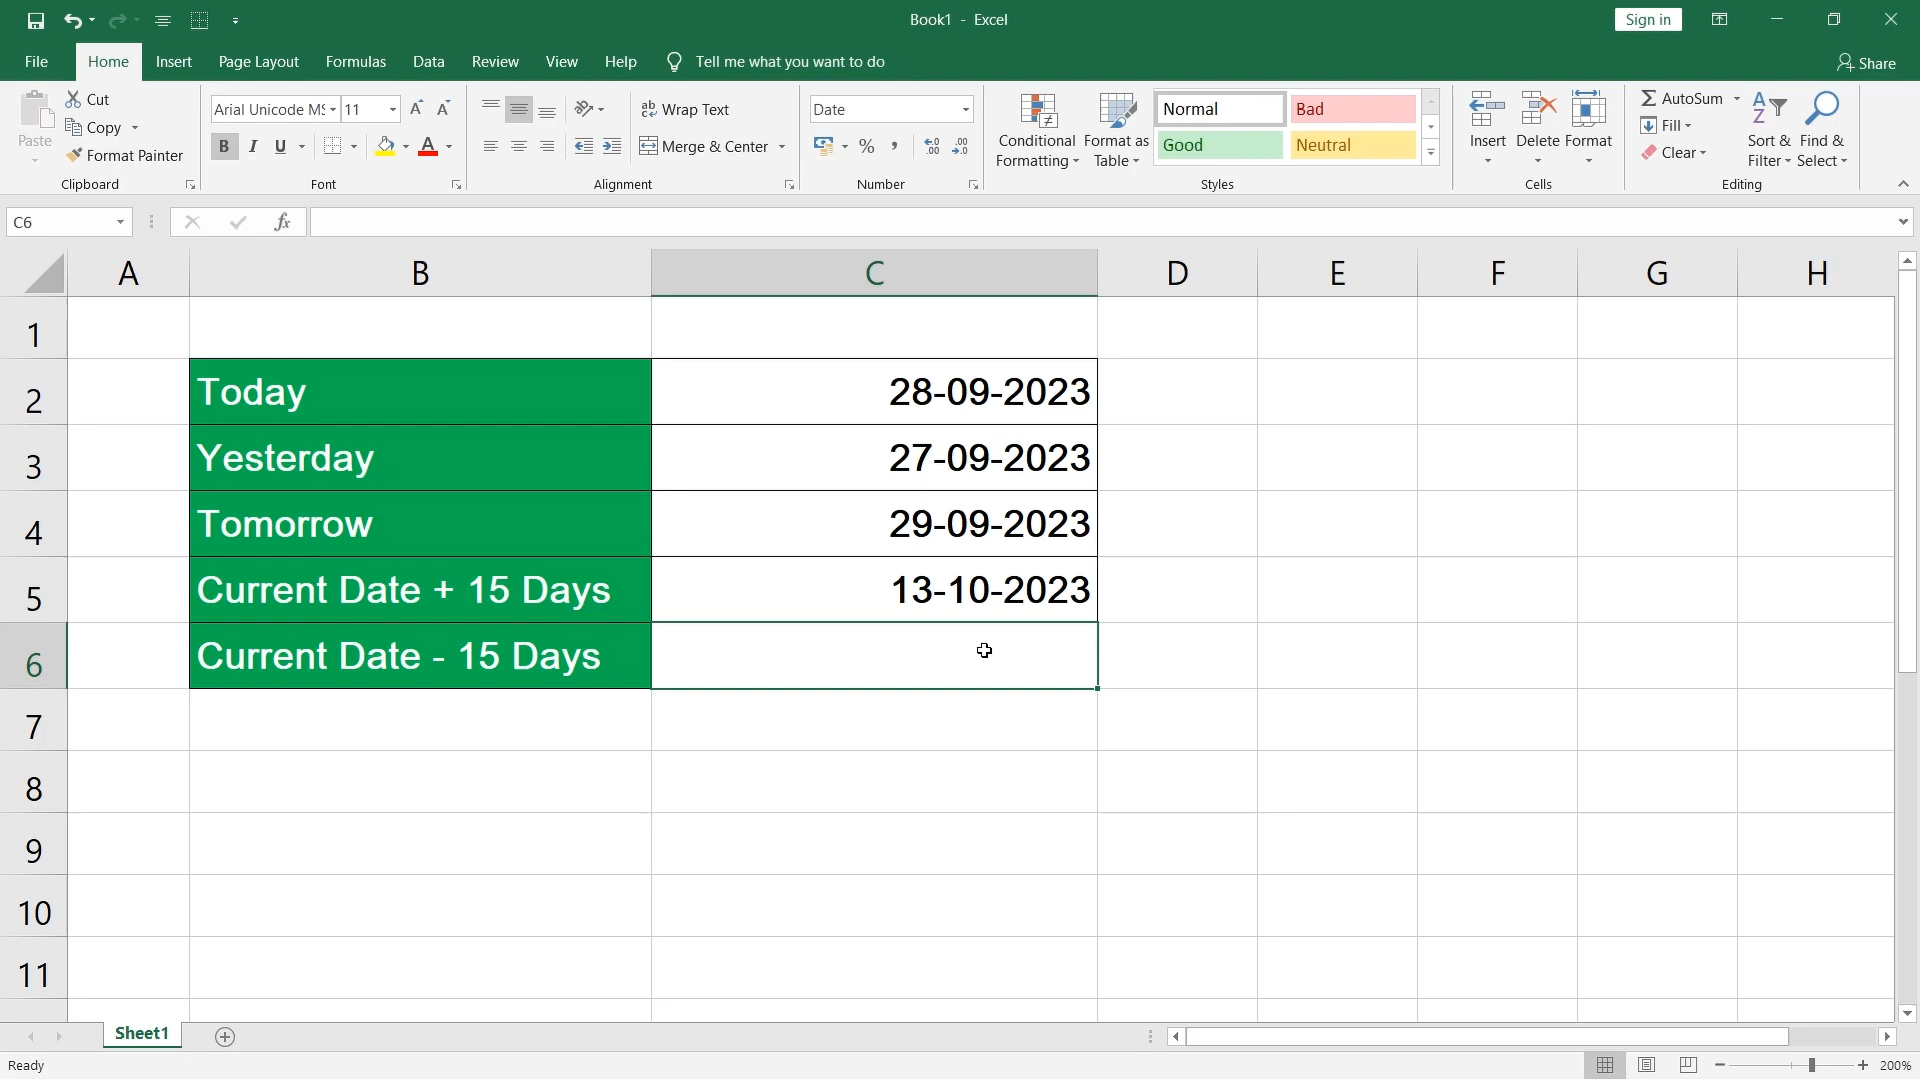 Book1 - Excel
Sign in
File Home Insert Page Layout Formulas Data Review View Help Tell me what you want to do
Share
Paste
Cut
Copy
Format Painter
Clipboard
Arial Unicode MS 11
B I U A
Font
ab Wrap Text
Merge & Center
Alignment
Date
% , .00 .0
Number
Conditional Formatting
Format as Table
Normal Bad
Good Neutral
Styles
Insert Delete Format
Cells
AutoSum
Fill
Clear
Sort & Filter
Find & Select
Editing
C6 fx
A B C D E F G H
1
2 Today 28-09-2023
3 Yesterday 27-09-2023
4 Tomorrow 29-09-2023
5 Current Date + 15 Days 13-10-2023
6 Current Date - 15 Days
7
8
9
10
11
Sheet1
Ready
200%